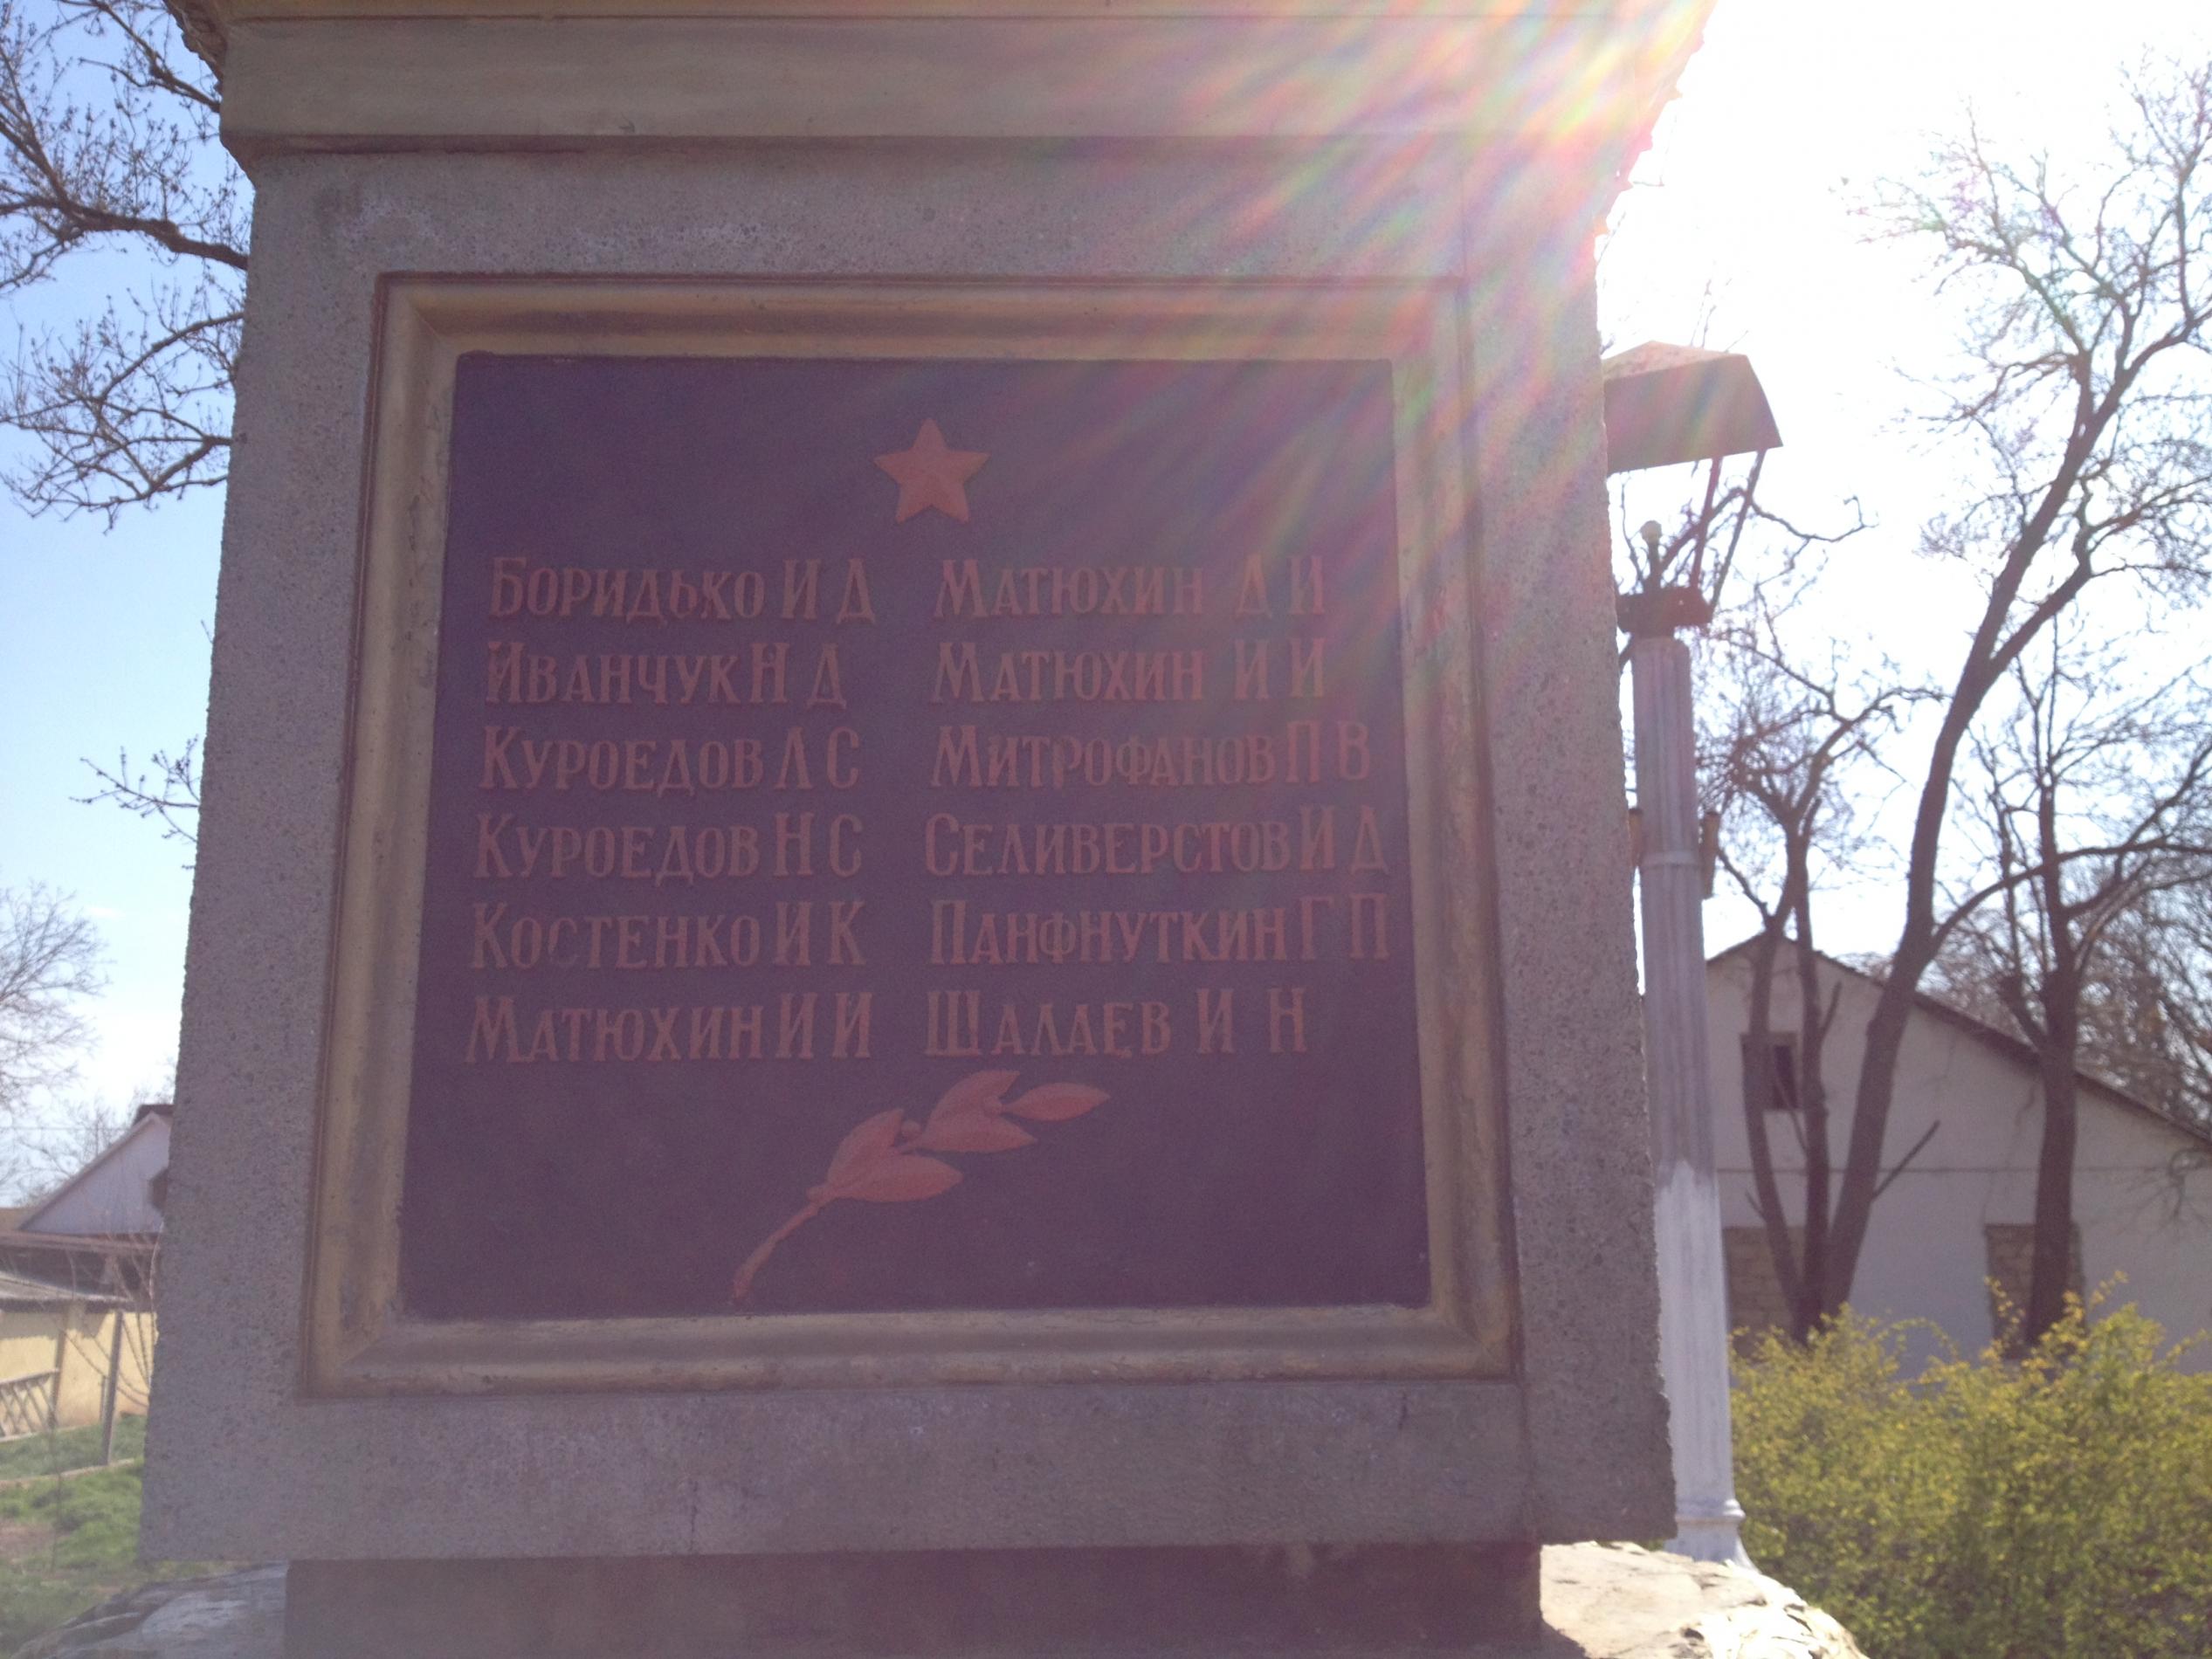 Боридько И Д
Иванчук Н Д
Куроедов Л С
Куроедов Н С
Костенко И К
Матюхин И И
Матюхин Д И
Матюхин И И
Митрофанов П В
Селиверстов И Д
Панфнуткин Г П
Шалаев И Н